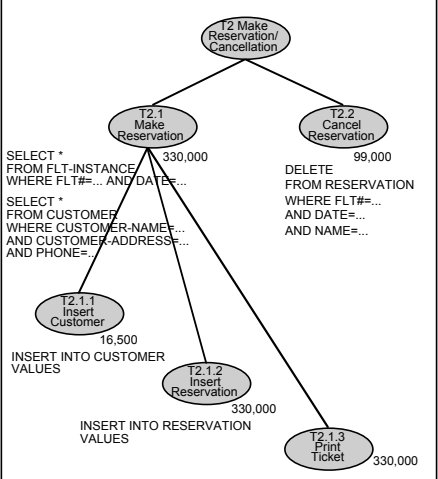 T2 Make
Reservation/
Cancellation
T2.1
Make
Reservation
330,000
T2.2
Cancel
Reservation
99,000
SELECT *
FROM FLT-INSTANCE
WHERE FLT#=... AND DATE=...
SELECT *
FROM CUSTOMER
WHERE CUSTOMER-NAME=...
AND CUSTOMER-ADDRESS=...
AND PHONE=...
DELETE
FROM RESERVATION
WHERE FLT#=...
AND DATE=...
AND NAME=...
T2.1.1
Insert
Customer
16,500
INSERT INTO CUSTOMER
VALUES
T2.1.2
Insert
Reservation
330,000
INSERT INTO RESERVATION
VALUES
T2.1.3
Print
Ticket
330,000